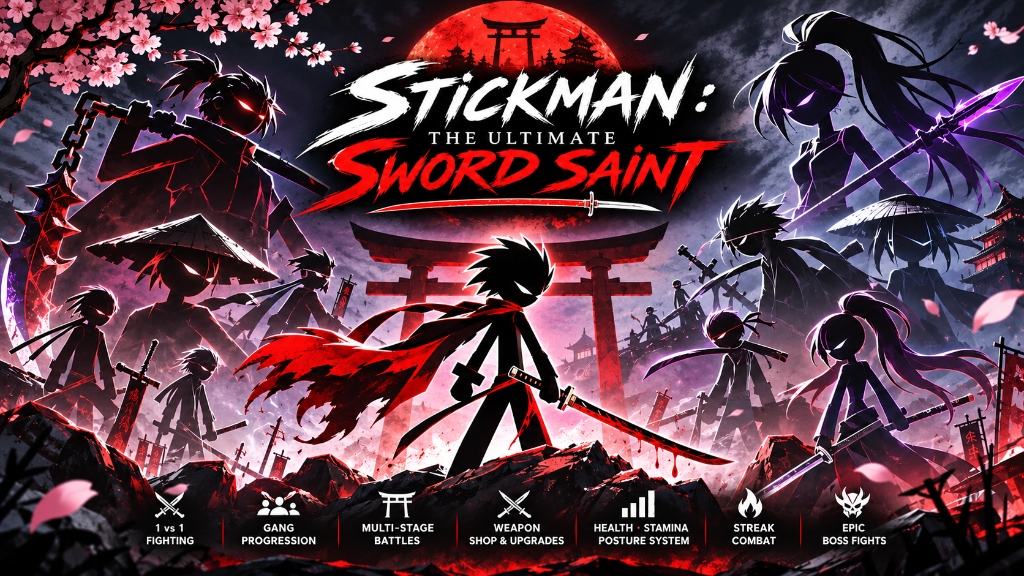 STICKMAN:
THE ULTIMATE
SWORD SAINT
1 vs 1
FIGHTING
GANG
PROGRESSION
MULTI-STAGE
BATTLES
WEAPON
SHOP & UPGRADES
HEALTH · STAMINA
POSTURE SYSTEM
STREAK
COMBAT
EPIC
BOSS FIGHTS